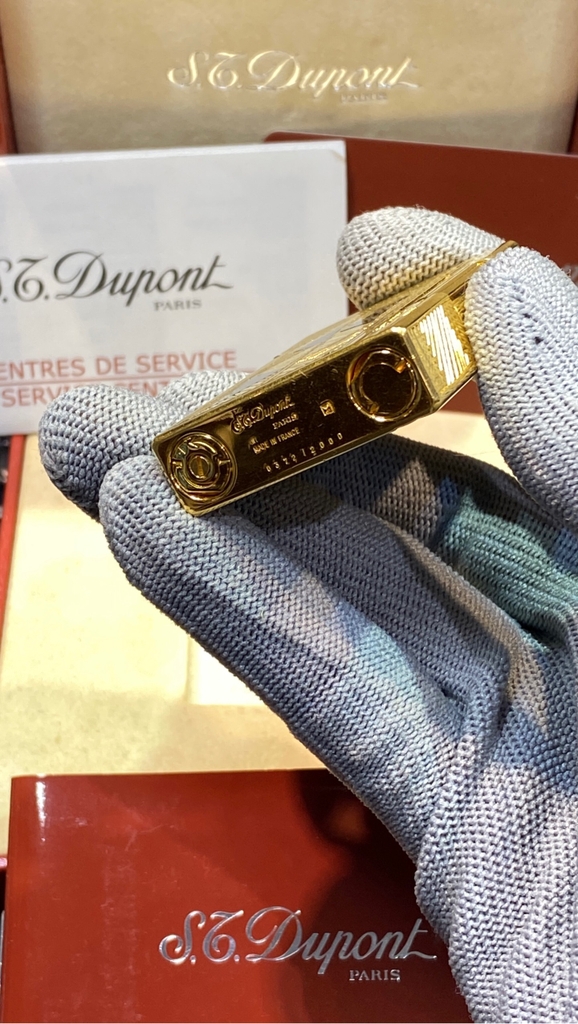 S.T. Dupont
PARIS
S.T. Dupont
PARIS
ENTRES DE SERVICE
S.T. Dupont
PARIS
MADE IN FRANCE
S.T. Dupont
PARIS